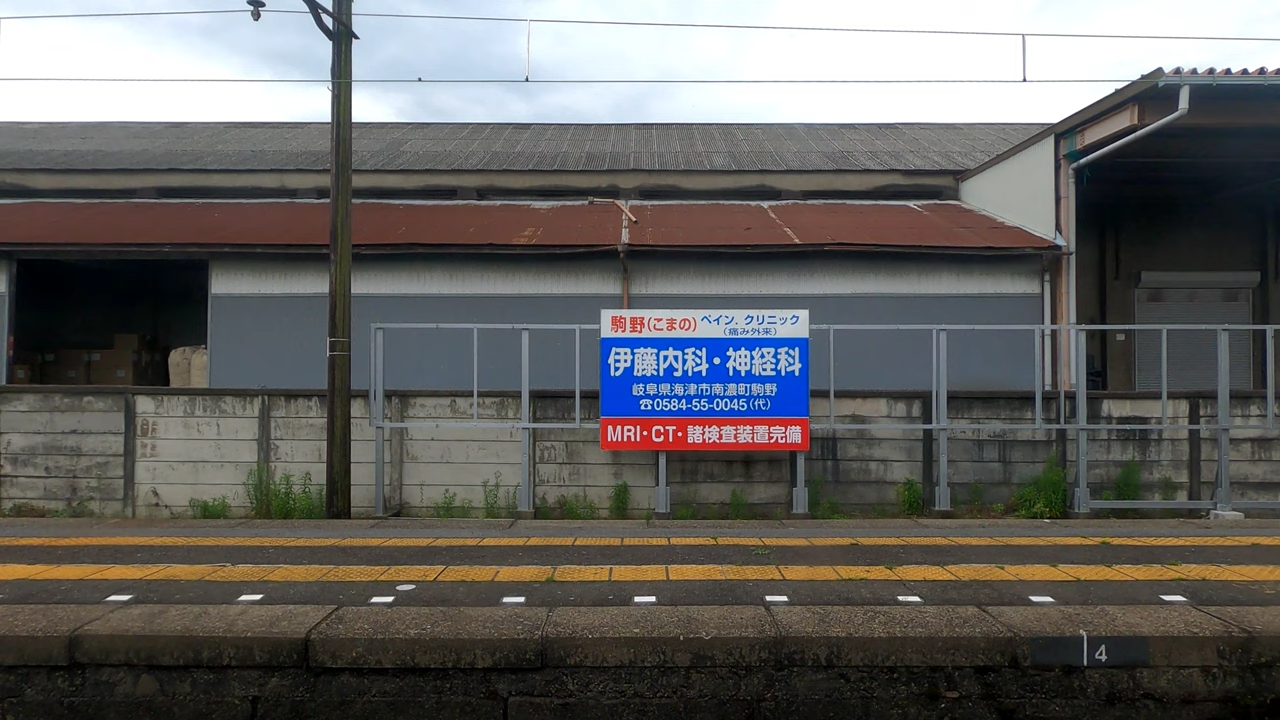 駒野(こまの) ペイン.クリニック
(痛み外来)
伊藤内科・神経科
岐阜県海津市南濃町駒野
☎0584-55-0045(代)
MRI・CT・諸検査装置完備
4